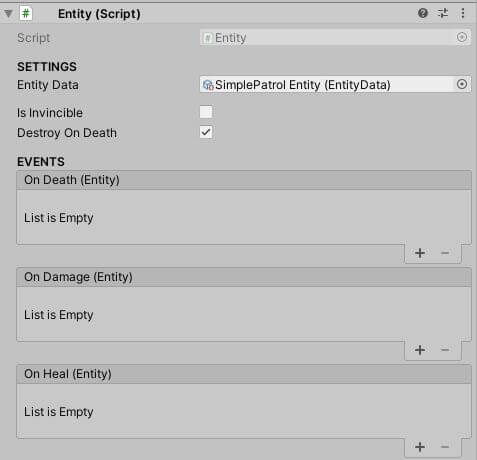 Entity (Script)
Script Entity
SETTINGS
Entity Data SimplePatrol Entity (EntityData)
Is Invincible
Destroy On Death
EVENTS
On Death (Entity)
List is Empty
+ −
On Damage (Entity)
List is Empty
+ −
On Heal (Entity)
List is Empty
+ −